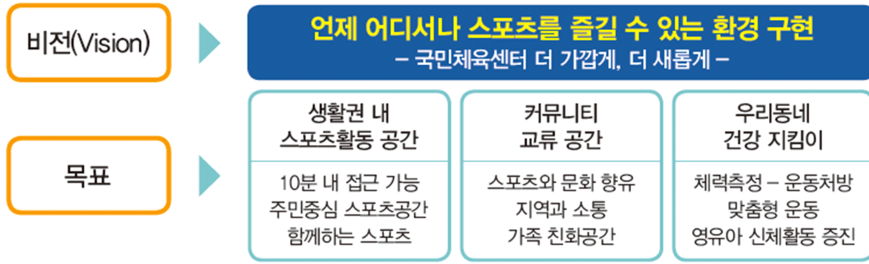 비전(Vision)
언제 어디서나 스포츠를 즐길 수 있는 환경 구현
– 국민체육센터 더 가깝게, 더 새롭게 –
목표
생활권 내
스포츠활동 공간
10분 내 접근 가능
주민중심 스포츠공간
함께하는 스포츠
커뮤니티
교류 공간
스포츠와 문화 향유
지역과 소통
가족 친화공간
우리동네
건강 지킴이
체력측정 – 운동처방
맞춤형 운동
영유아 신체활동 증진